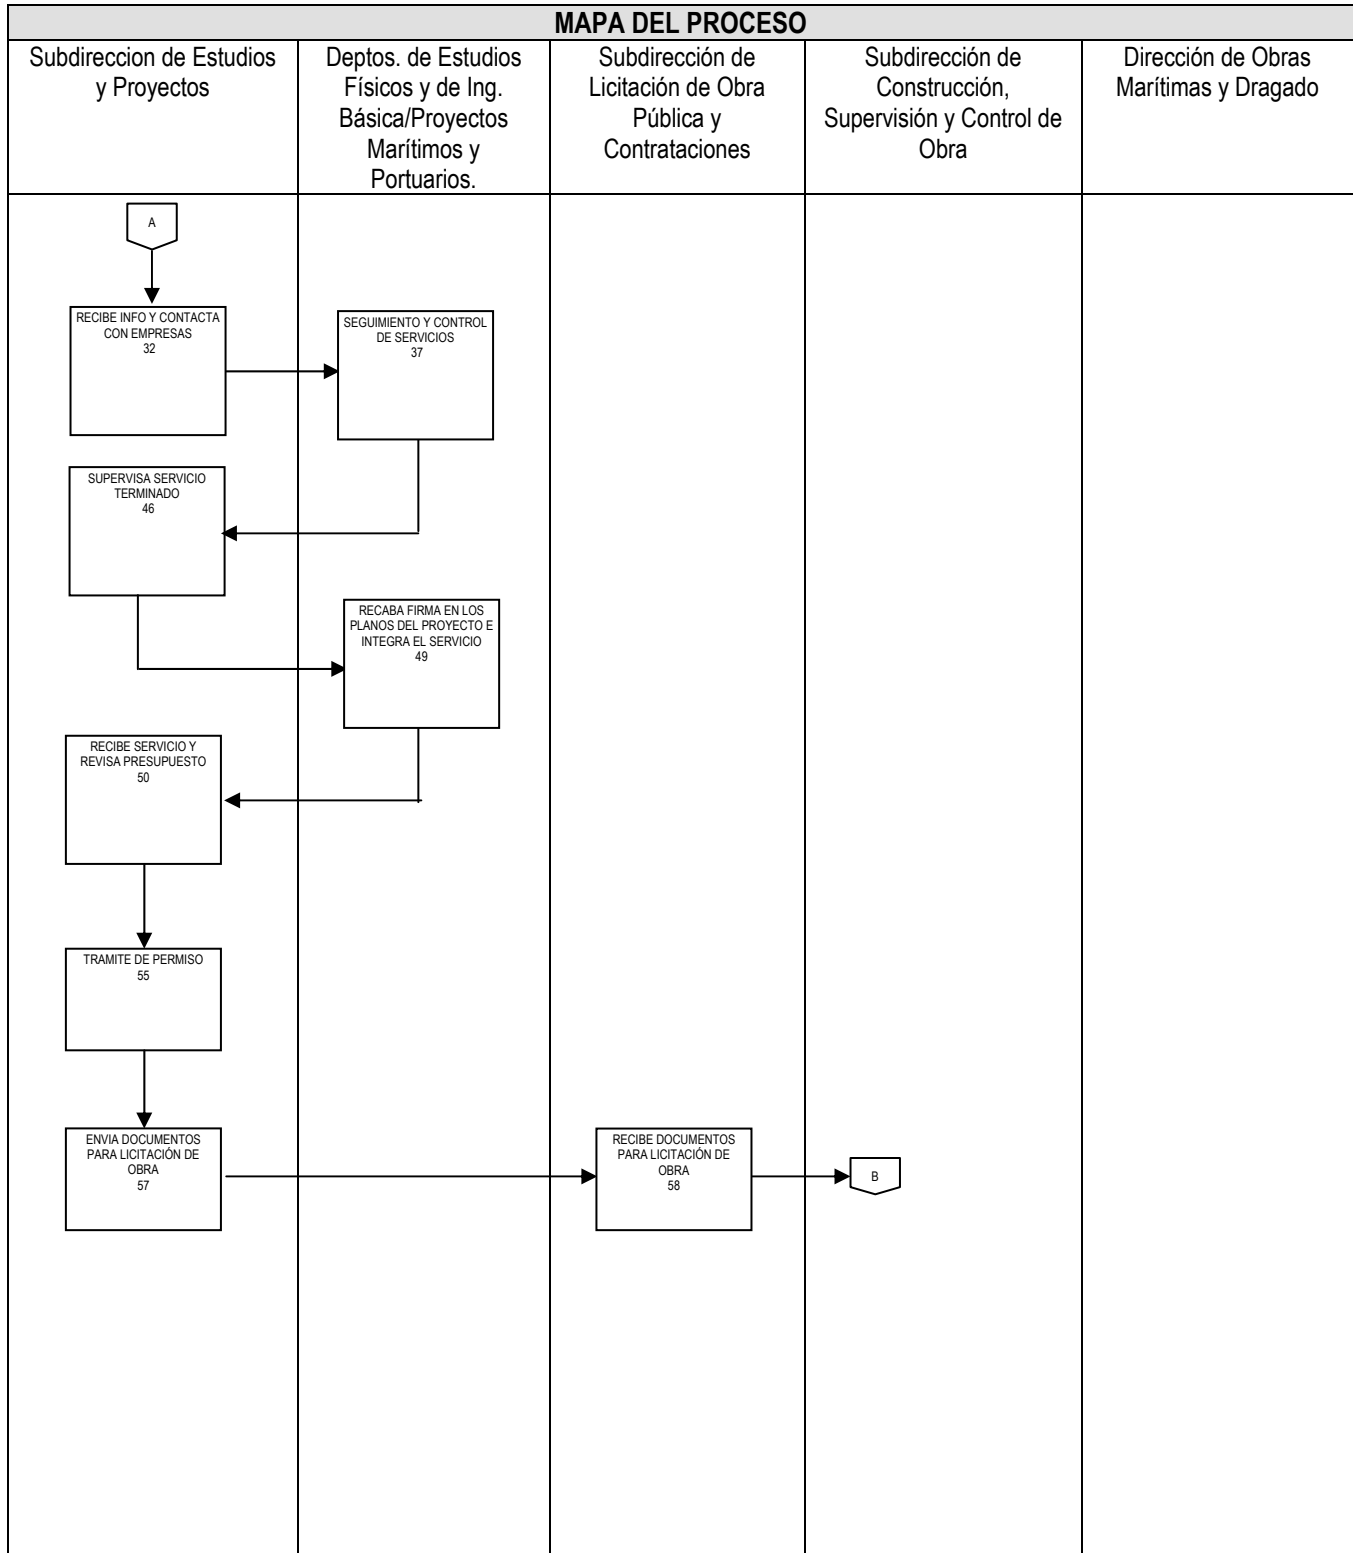 MAPA DEL PROCESO
Subdireccion de Estudios
y Proyectos
Deptos. de Estudios
Físicos y de Ing.
Básica/Proyectos
Marítimos y
Portuarios.
Subdirección de
Licitación de Obra
Pública y
Contrataciones
Subdirección de
Construcción,
Supervisión y Control de
Obra
Dirección de Obras
Marítimas y Dragado
A
RECIBE INFO Y CONTACTA
CON EMPRESAS
32
SEGUIMIENTO Y CONTROL
DE SERVICIOS
37
SUPERVISA SERVICIO
TERMINADO
46
RECABA FIRMA EN LOS
PLANOS DEL PROYECTO E
INTEGRA EL SERVICIO
49
RECIBE SERVICIO Y
REVISA PRESUPUESTO
50
TRAMITE DE PERMISO
55
ENVIA DOCUMENTOS
PARA LICITACIÓN DE
OBRA
57
RECIBE DOCUMENTOS
PARA LICITACIÓN DE
OBRA
58
B